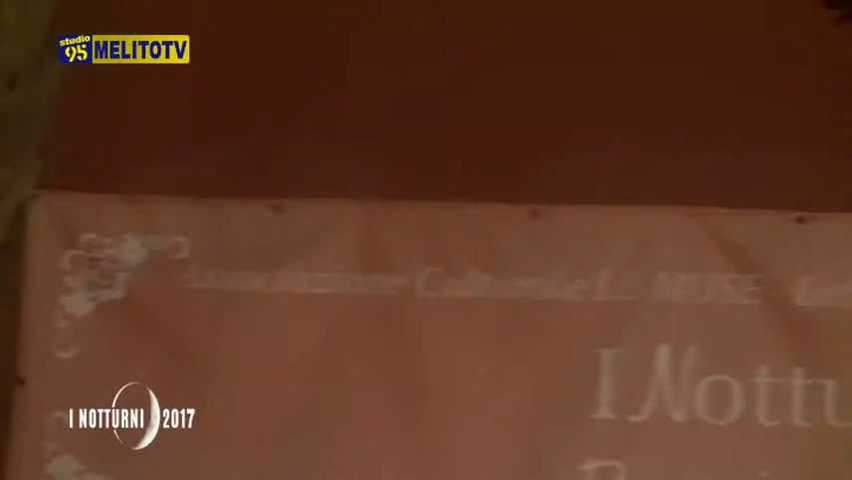 studio
95 MELITOTV
Associazione Culturale Le MUSE
I Nottu
I NOTTURNI 2017